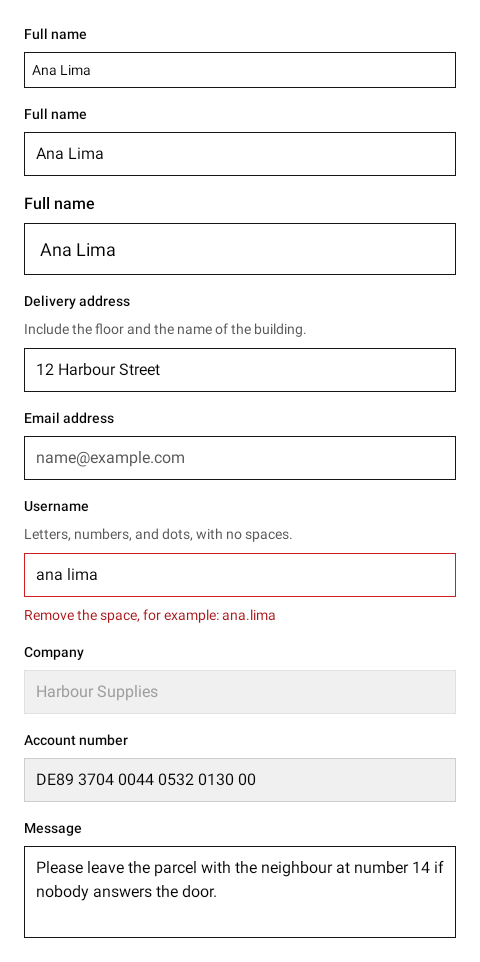 Full name
Ana Lima
Full name
Ana Lima
Full name
Ana Lima
Delivery address
Include the floor and the name of the building.
12 Harbour Street
Email address
name@example.com
Username
Letters, numbers, and dots, with no spaces.
ana lima
Remove the space, for example: ana.lima
Company
Harbour Supplies
Account number
DE89 3704 0044 0532 0130 00
Message
Please leave the parcel with the neighbour at number 14 if
nobody answers the door.